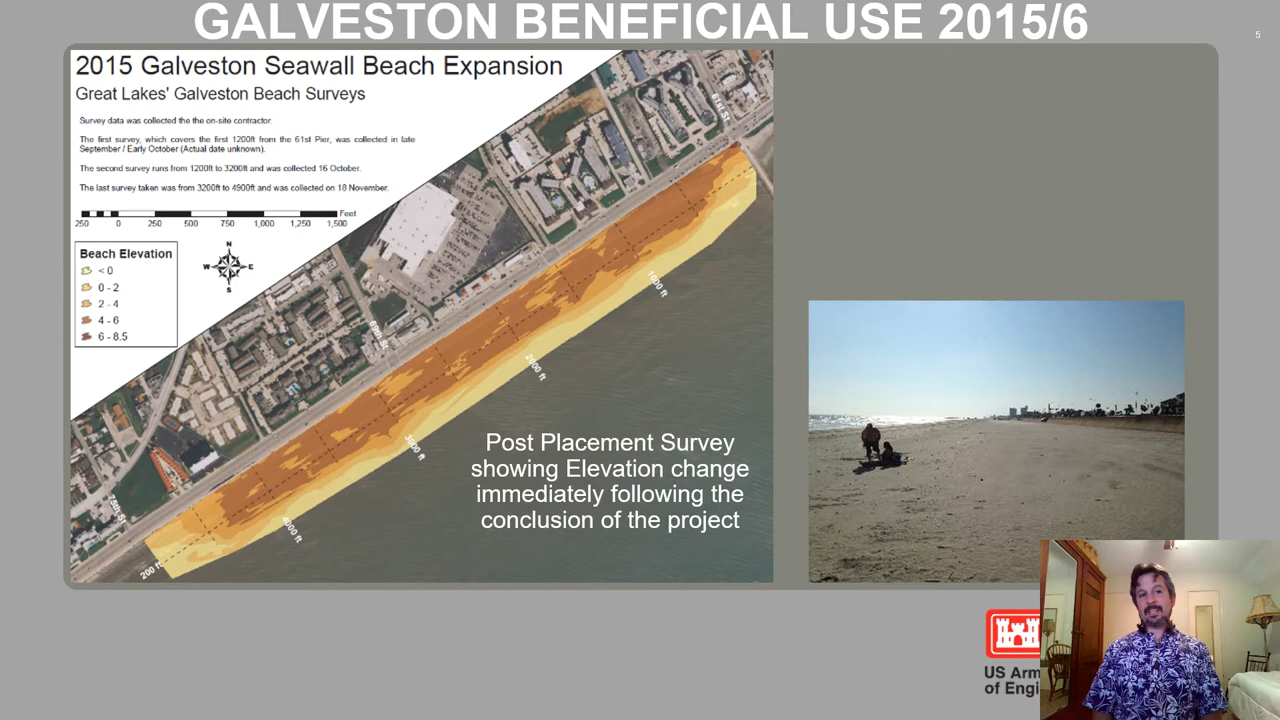 GALVESTON BENEFICIAL USE 2015/6
5
2015 Galveston Seawall Beach Expansion
Great Lakes' Galveston Beach Surveys
Survey data was collected the the on-site contractor.
The first survey, which covers the first 1200ft from the 61st Pier, was collected in late
September / Early October (Actual date unknown).
The second survey runs from 1200ft to 3200ft and was collected 16 October.
The last survey taken was from 3200ft to 4900ft and was collected on 18 November.
Feet
250 0 250 500 750 1,000 1,250 1,500
Beach Elevation
< 0
0 - 2
2 - 4
4 - 6
6 - 8.5
N
W E
S
61st St
69th St
75th St
1000 ft
2000 ft
3000 ft
4000 ft
200 ft
Post Placement Survey
showing Elevation change
immediately following the
conclusion of the project
US Arm
of Engi